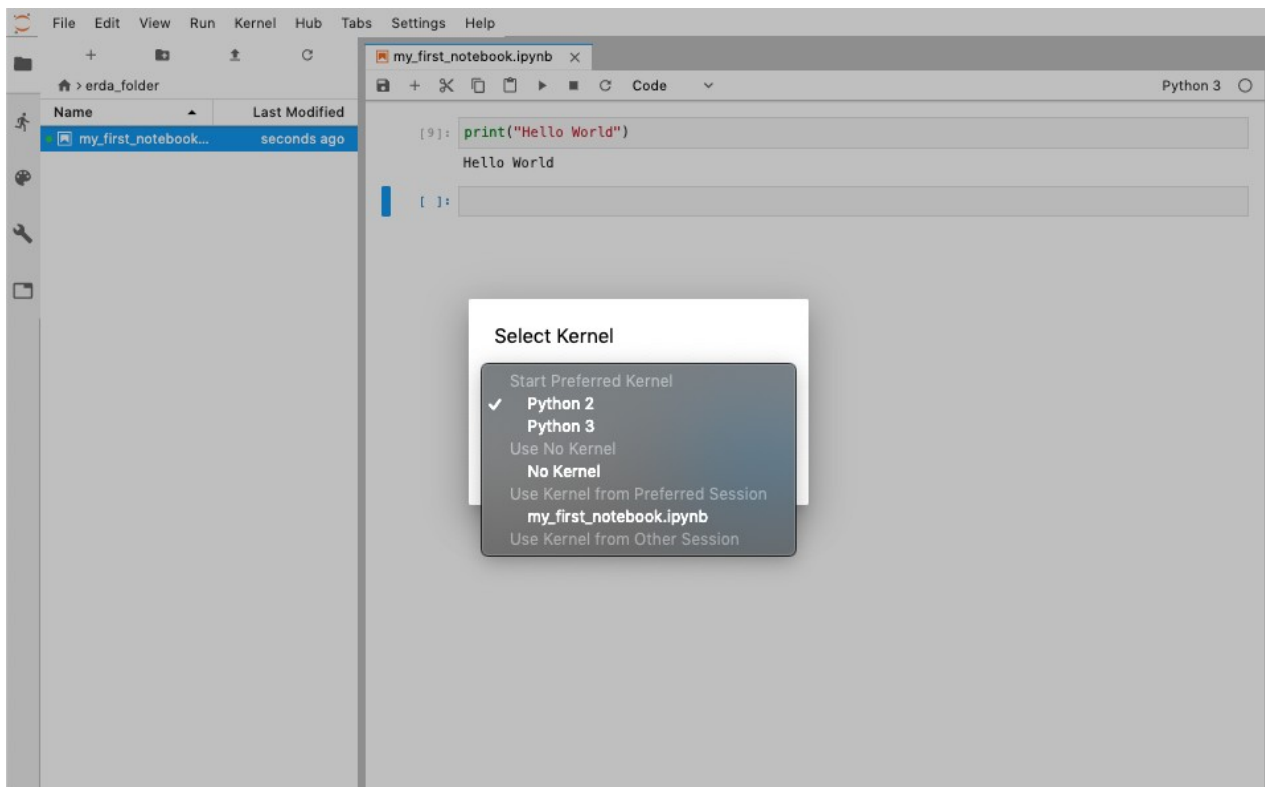 File Edit View Run Kernel Hub Tabs Settings Help
my_first_notebook.ipynb
> erda_folder
Code
Python 3
Name Last Modified
my_first_notebook... seconds ago
[9]: print("Hello World")
Hello World
[ ]:
Select Kernel
Start Preferred Kernel
✓ Python 2
Python 3
Use No Kernel
No Kernel
Use Kernel from Preferred Session
my_first_notebook.ipynb
Use Kernel from Other Session